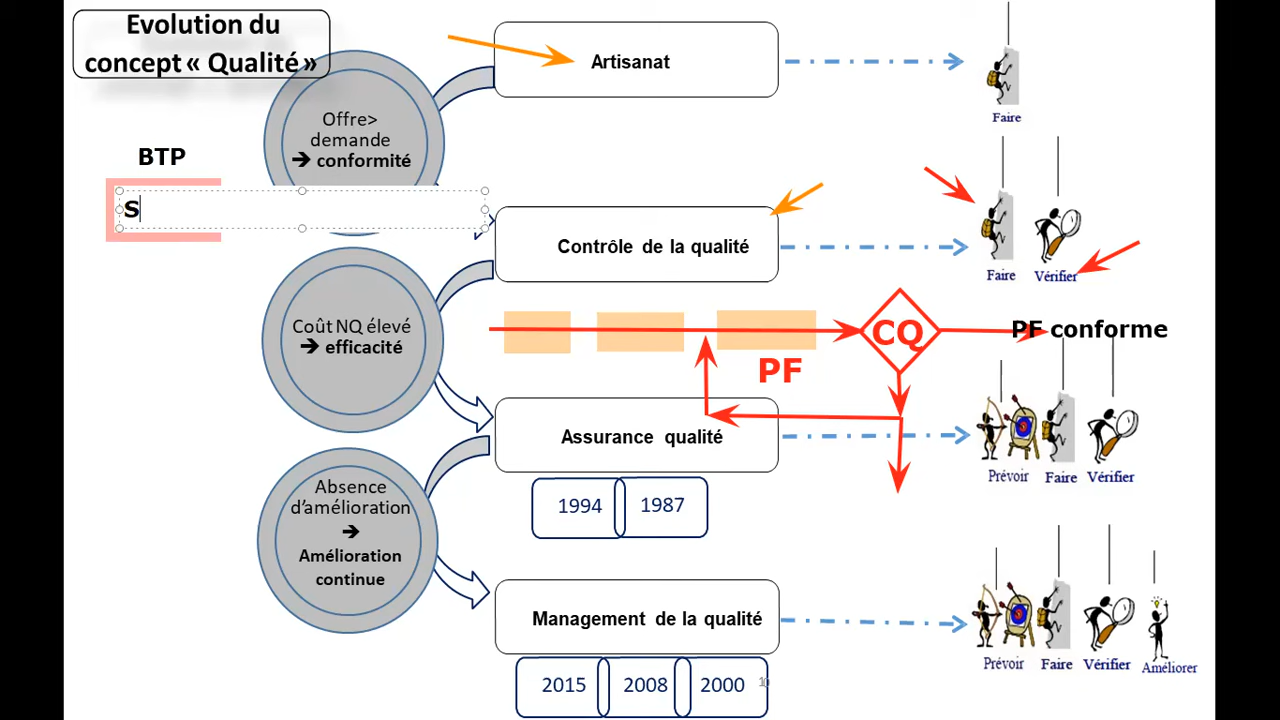 Evolution du
concept « Qualité »
Artisanat
Faire
Offre>
demande
➔ conformité
BTP
S
Contrôle de la qualité
Faire
Vérifier
Coût NQ élevé
➔ efficacité
CQ
PF conforme
PF
Assurance qualité
Prévoir
Faire
Vérifier
1994
1987
Absence
d'amélioration
➔
Amélioration
continue
Management de la qualité
Prévoir
Faire
Vérifier
Améliorer
2015
2008
2000
10